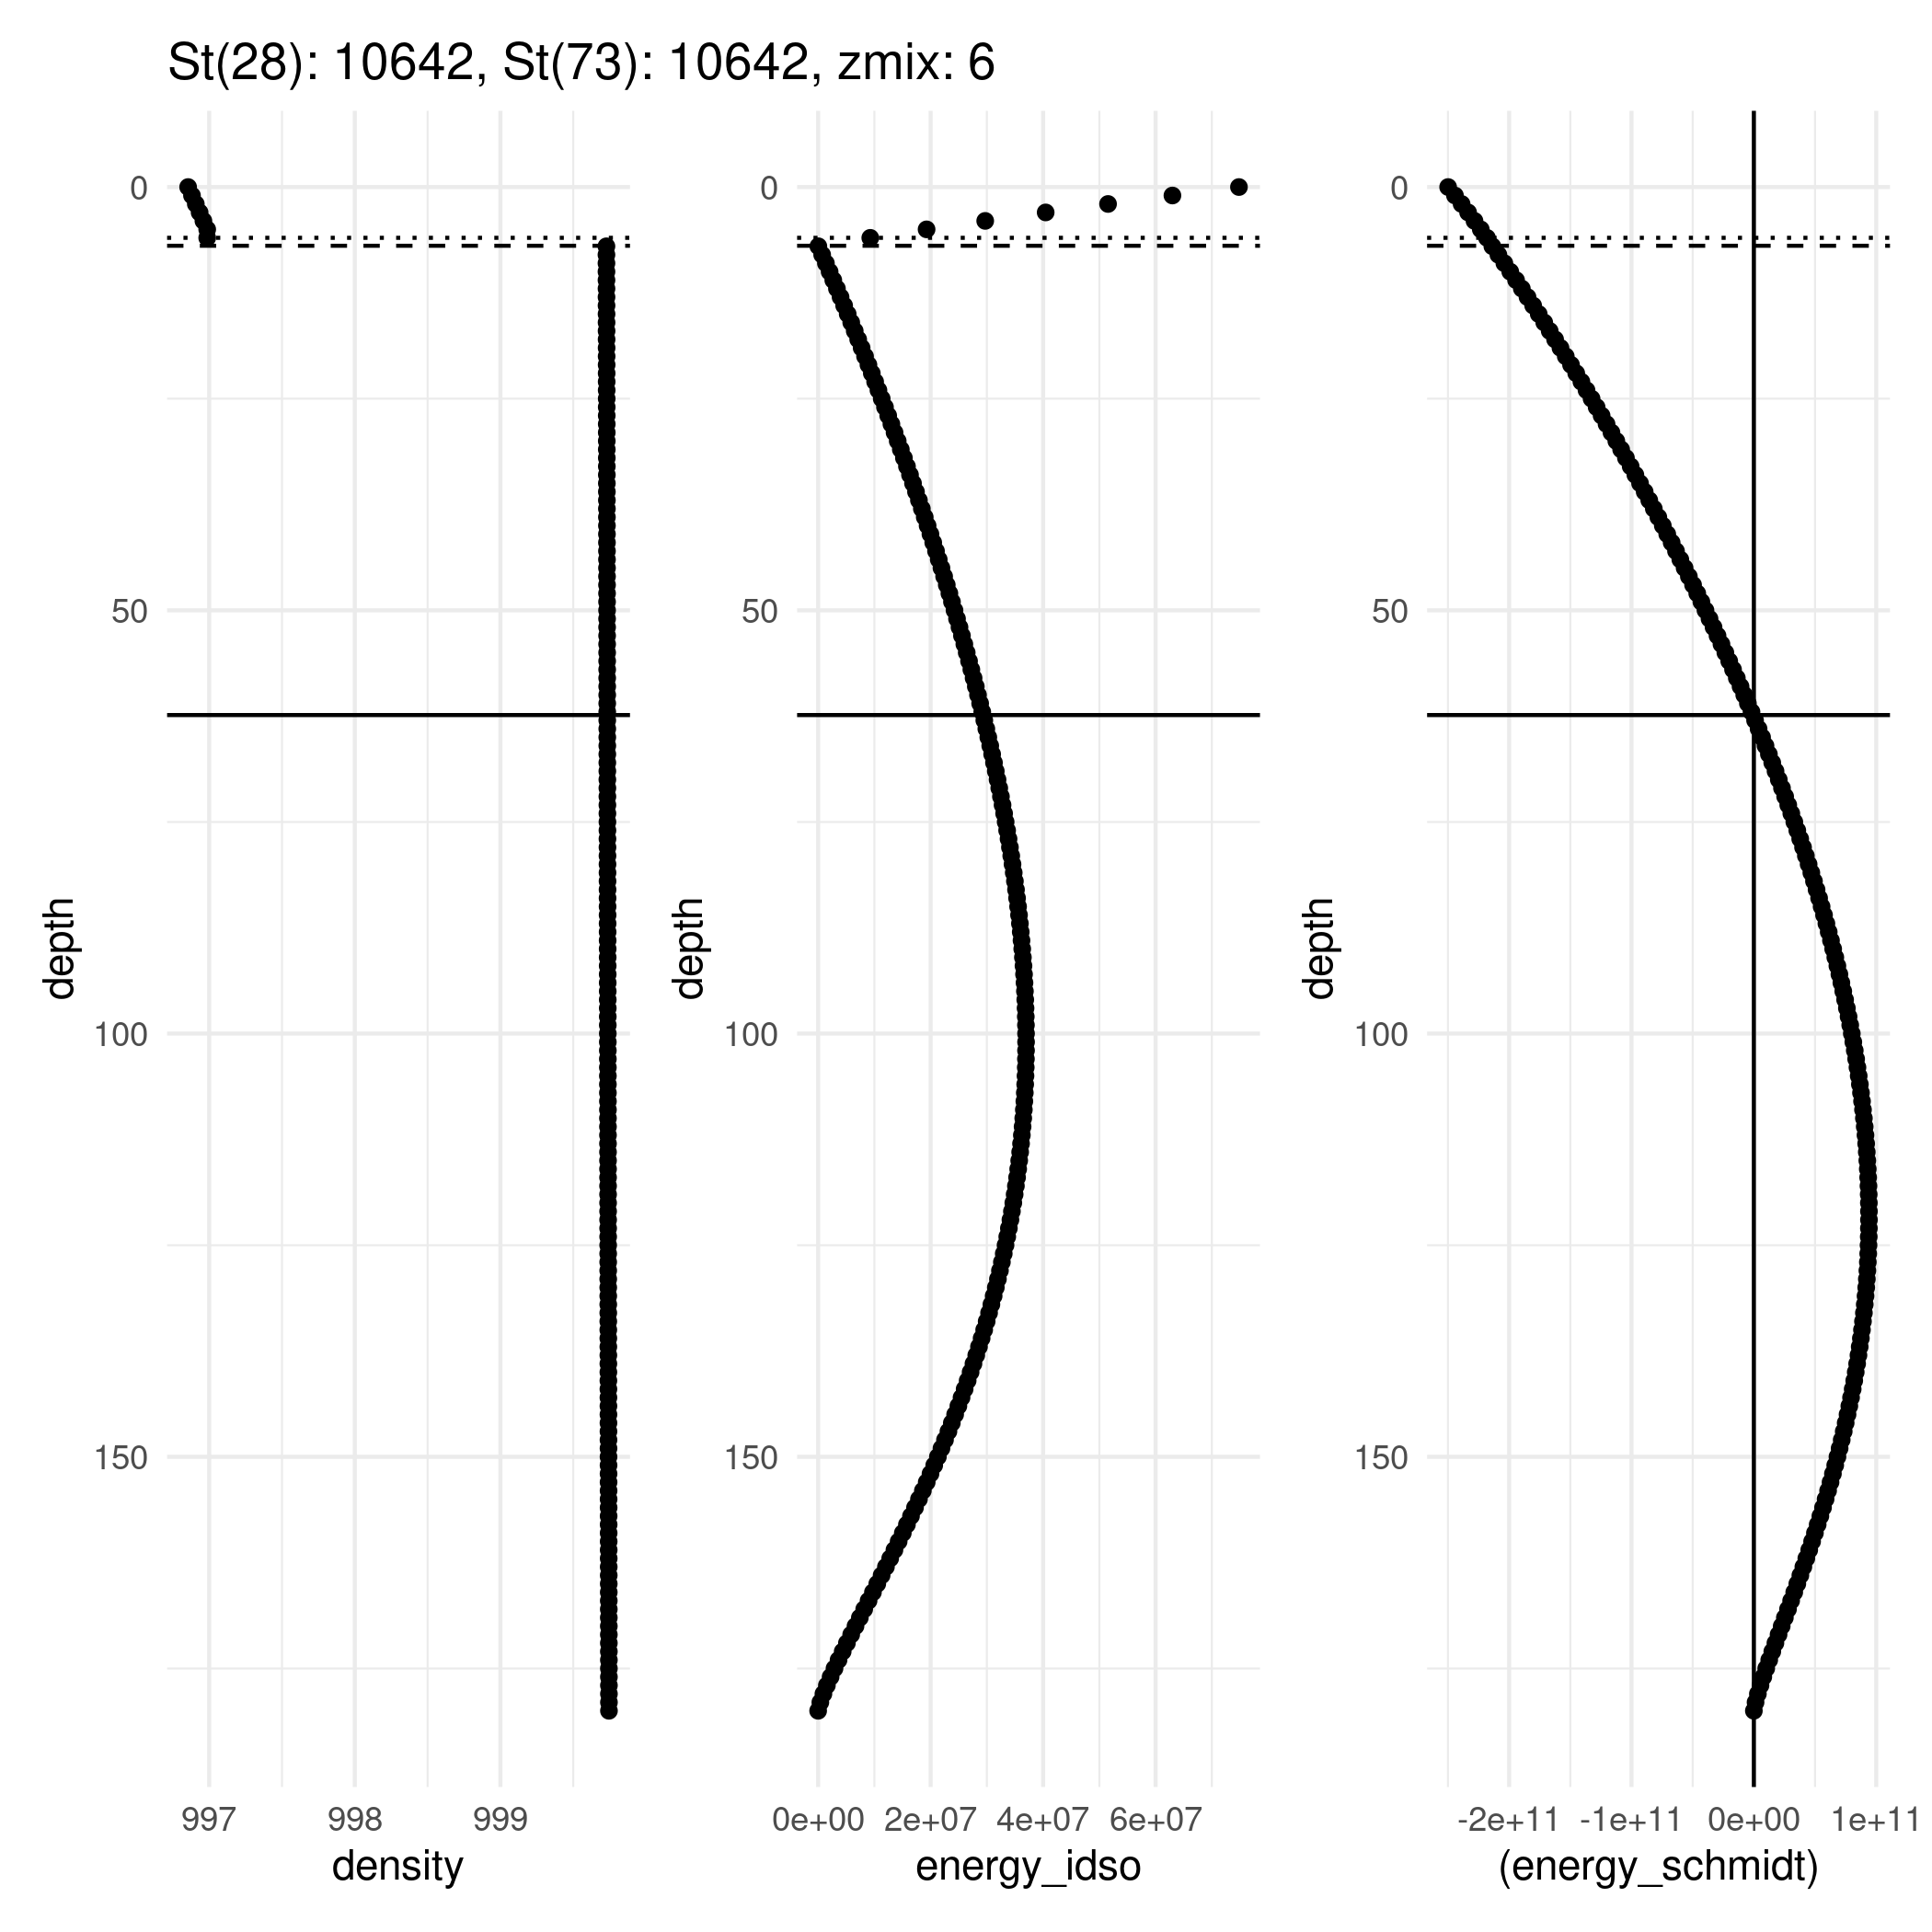 St(28): 10642, St(73): 10642, zmix: 6
depth
0
50
100
150
997 998 999
density
depth
0
50
100
150
0e+00 2e+07 4e+07 6e+07
energy_idso
depth
0
50
100
150
-2e+11 -1e+11 0e+00 1e+11
(energy_schmidt)